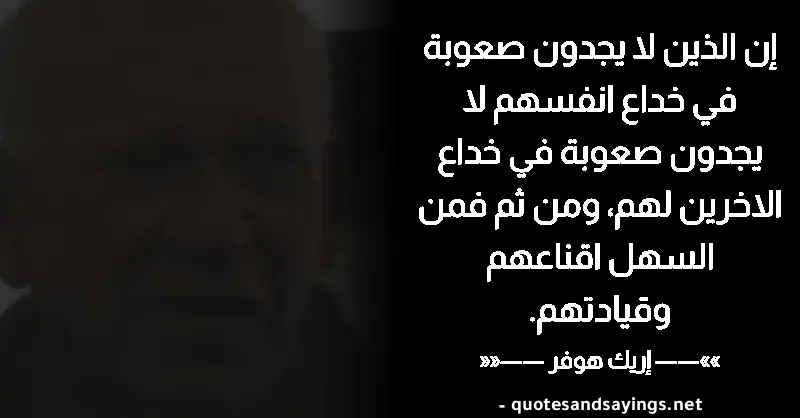 إن الذين لا يجدون صعوبة
في خداع انفسهم لا
يجدون صعوبة في خداع
الاخرين لهم، ومن ثم فمن
السهل اقناعهم
وقيادتهم.
»»—— إريك هوفر ——««
- quotesandsayings.net